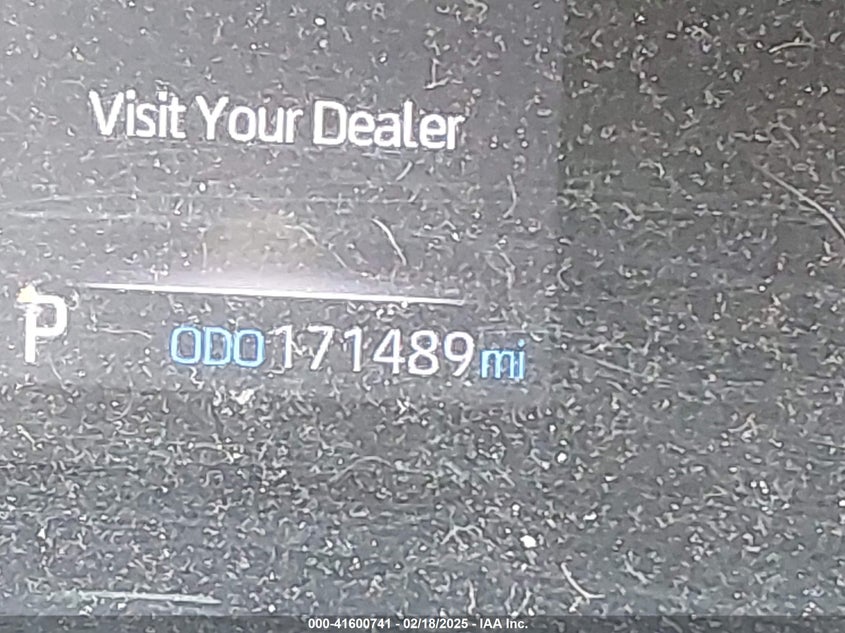 Visit Your Dealer
P
ODO 171489 mi
000-41600741 - 02/18/2025 - IAA Inc.